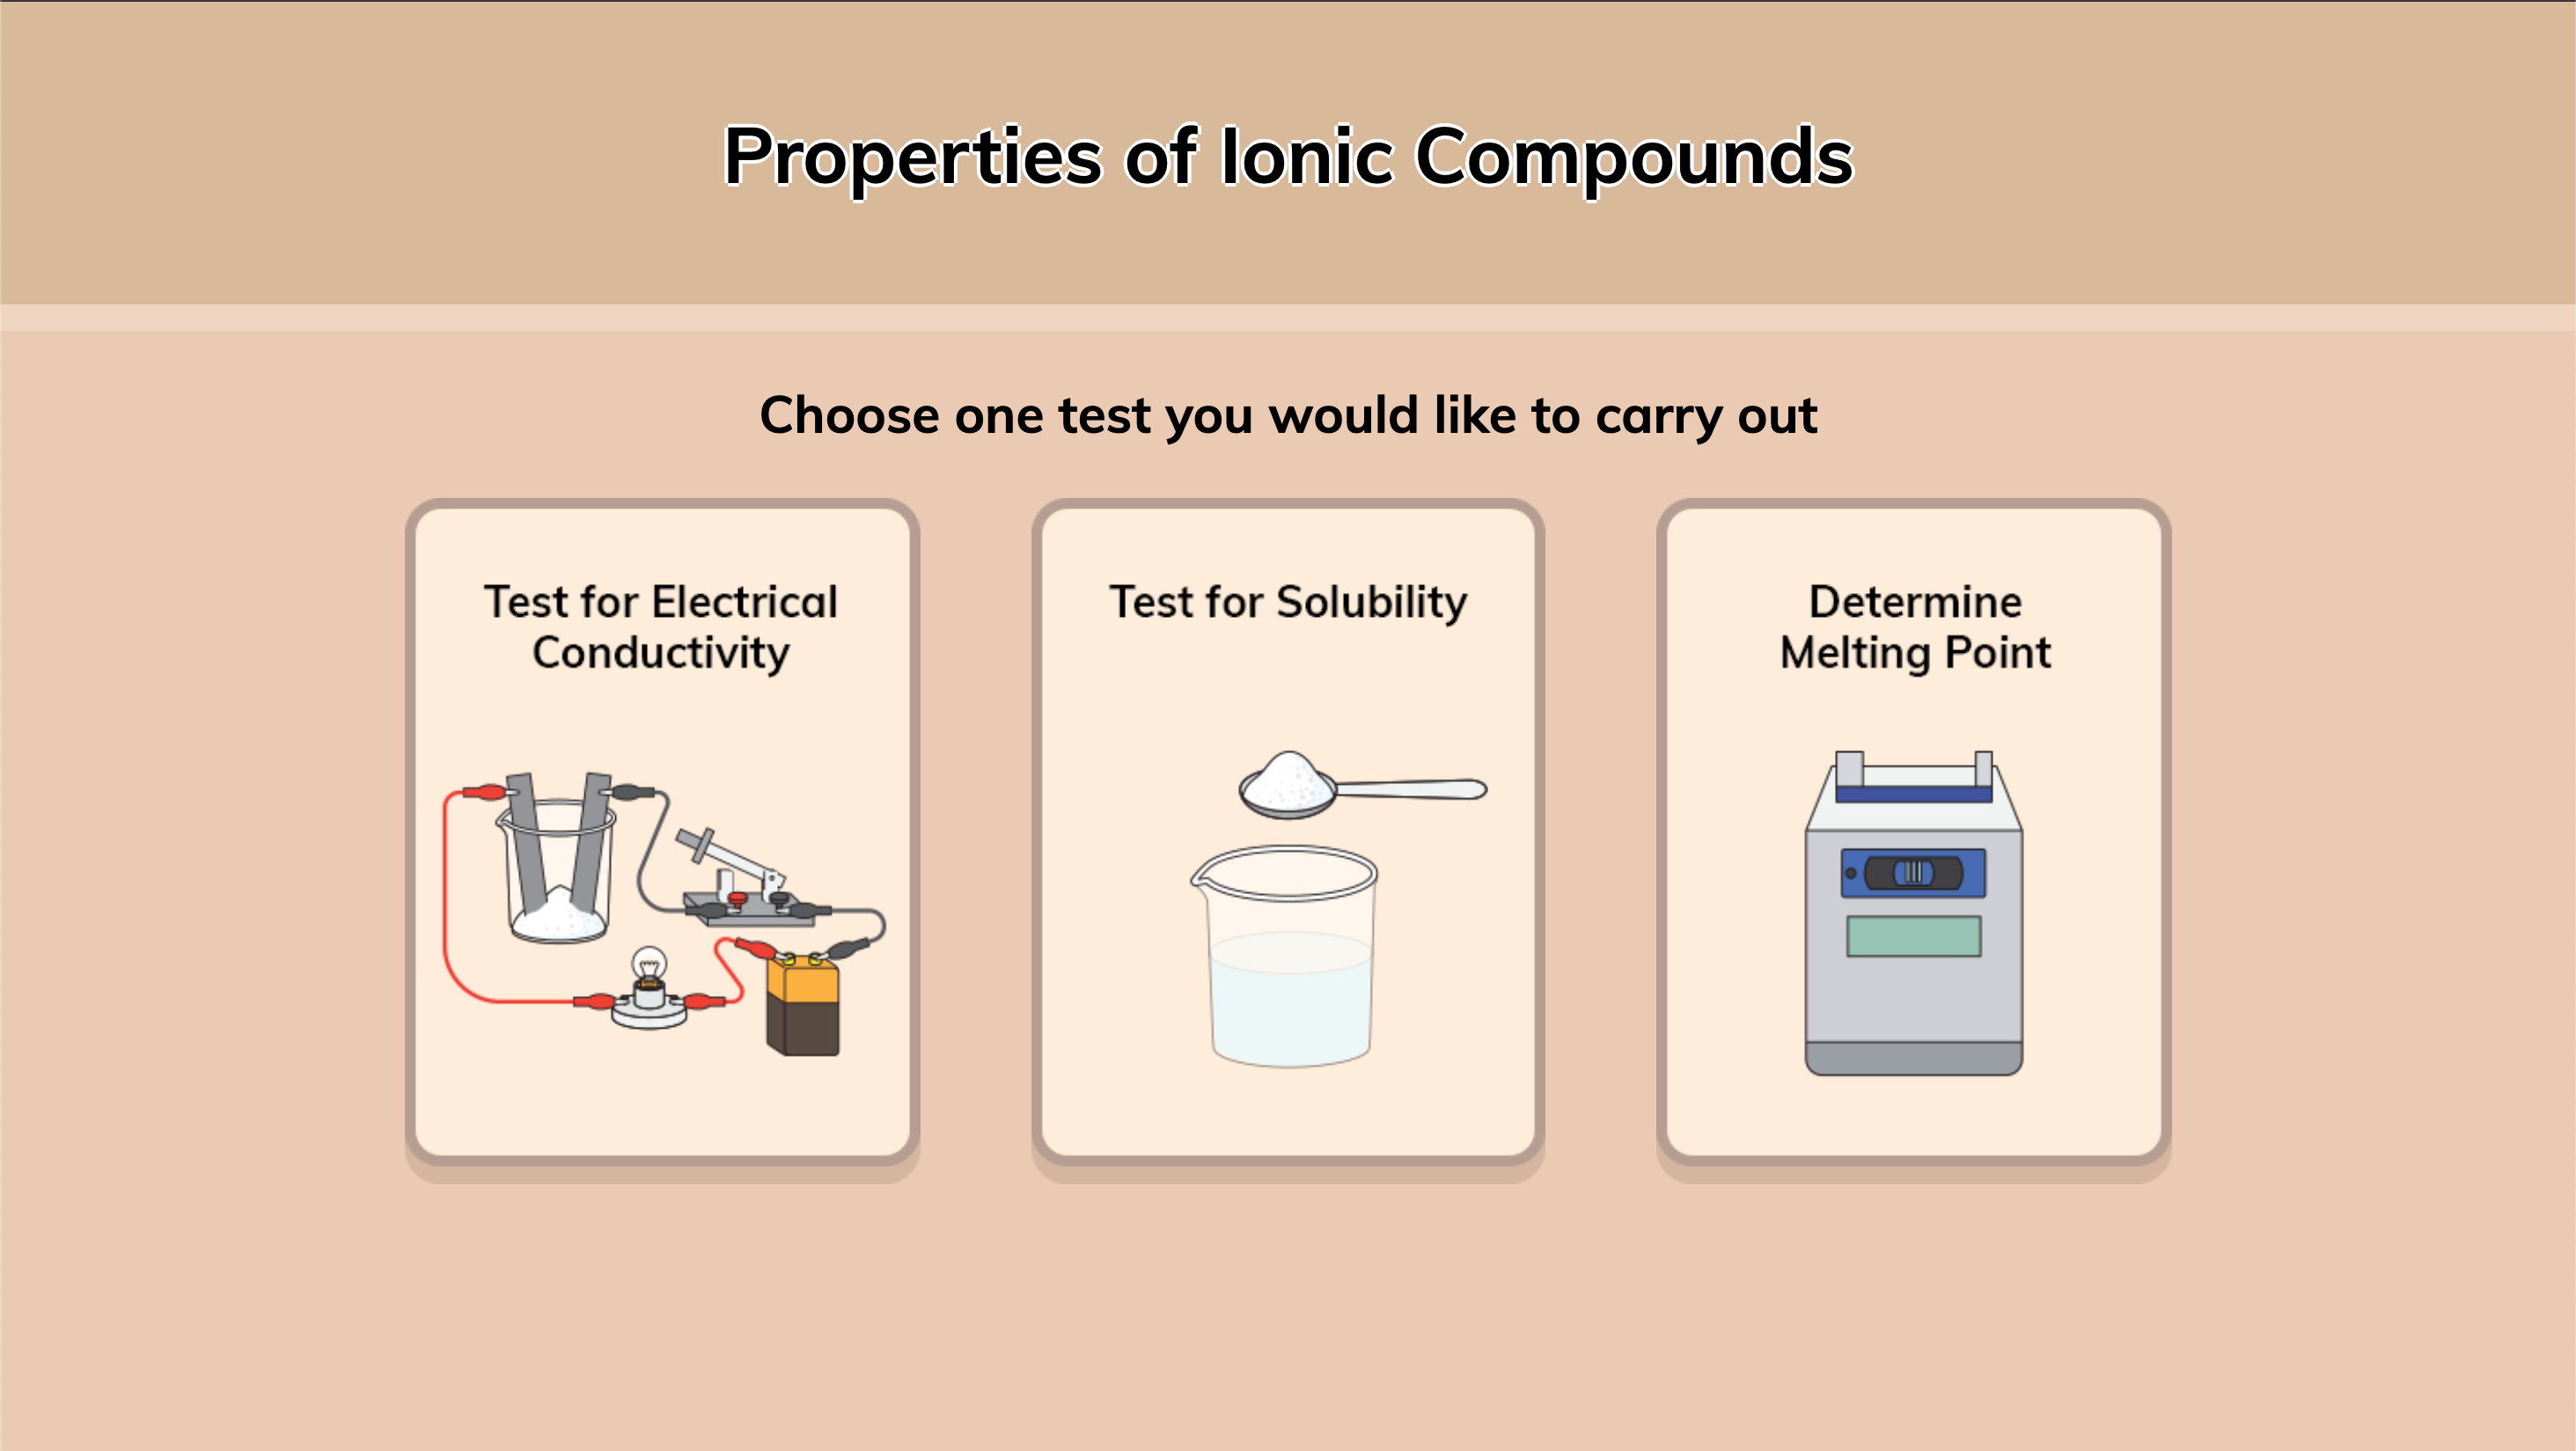 Properties of Ionic Compounds
Choose one test you would like to carry out
Test for Electrical
Conductivity
Test for Solubility
Determine
Melting Point